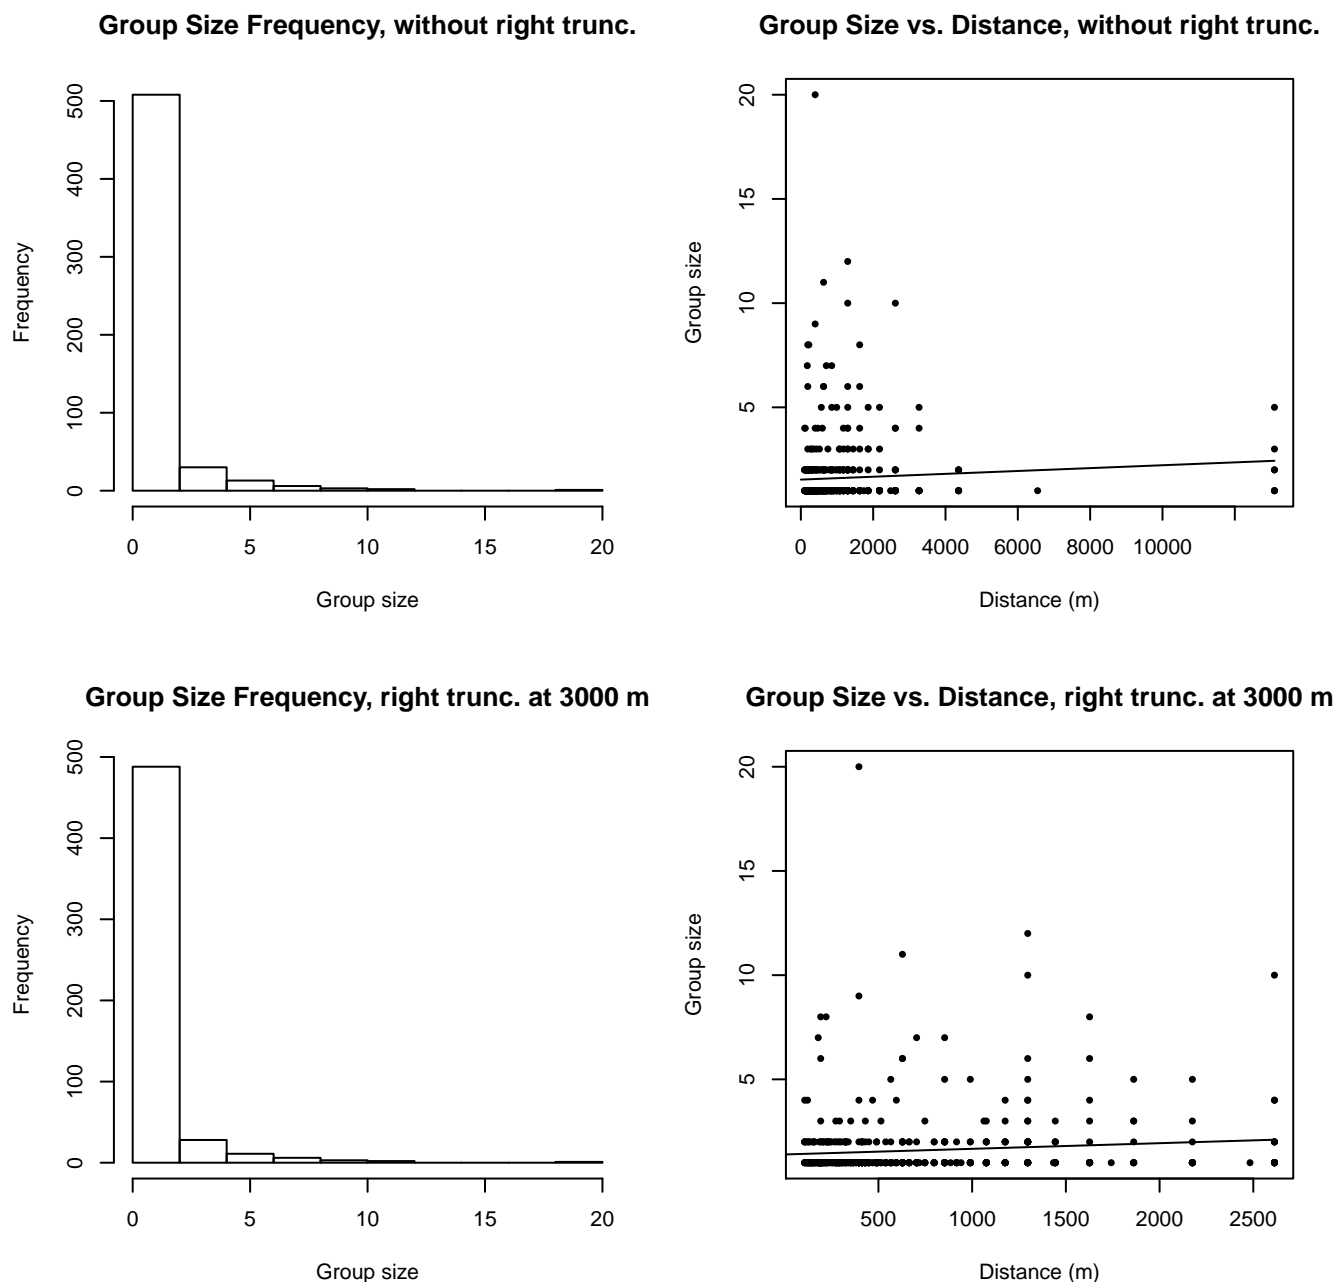 Group Size Frequency, without right trunc.
Frequency
0
100
200
300
400
500
0 5 10 15 20
Group size
Group Size vs. Distance, without right trunc.
Group size
5
10
15
20
0 2000 4000 6000 8000 10000
Distance (m)
Group Size Frequency, right trunc. at 3000 m
Frequency
0
100
200
300
400
500
0 5 10 15 20
Group size
Group Size vs. Distance, right trunc. at 3000 m
Group size
5
10
15
20
500 1000 1500 2000 2500
Distance (m)